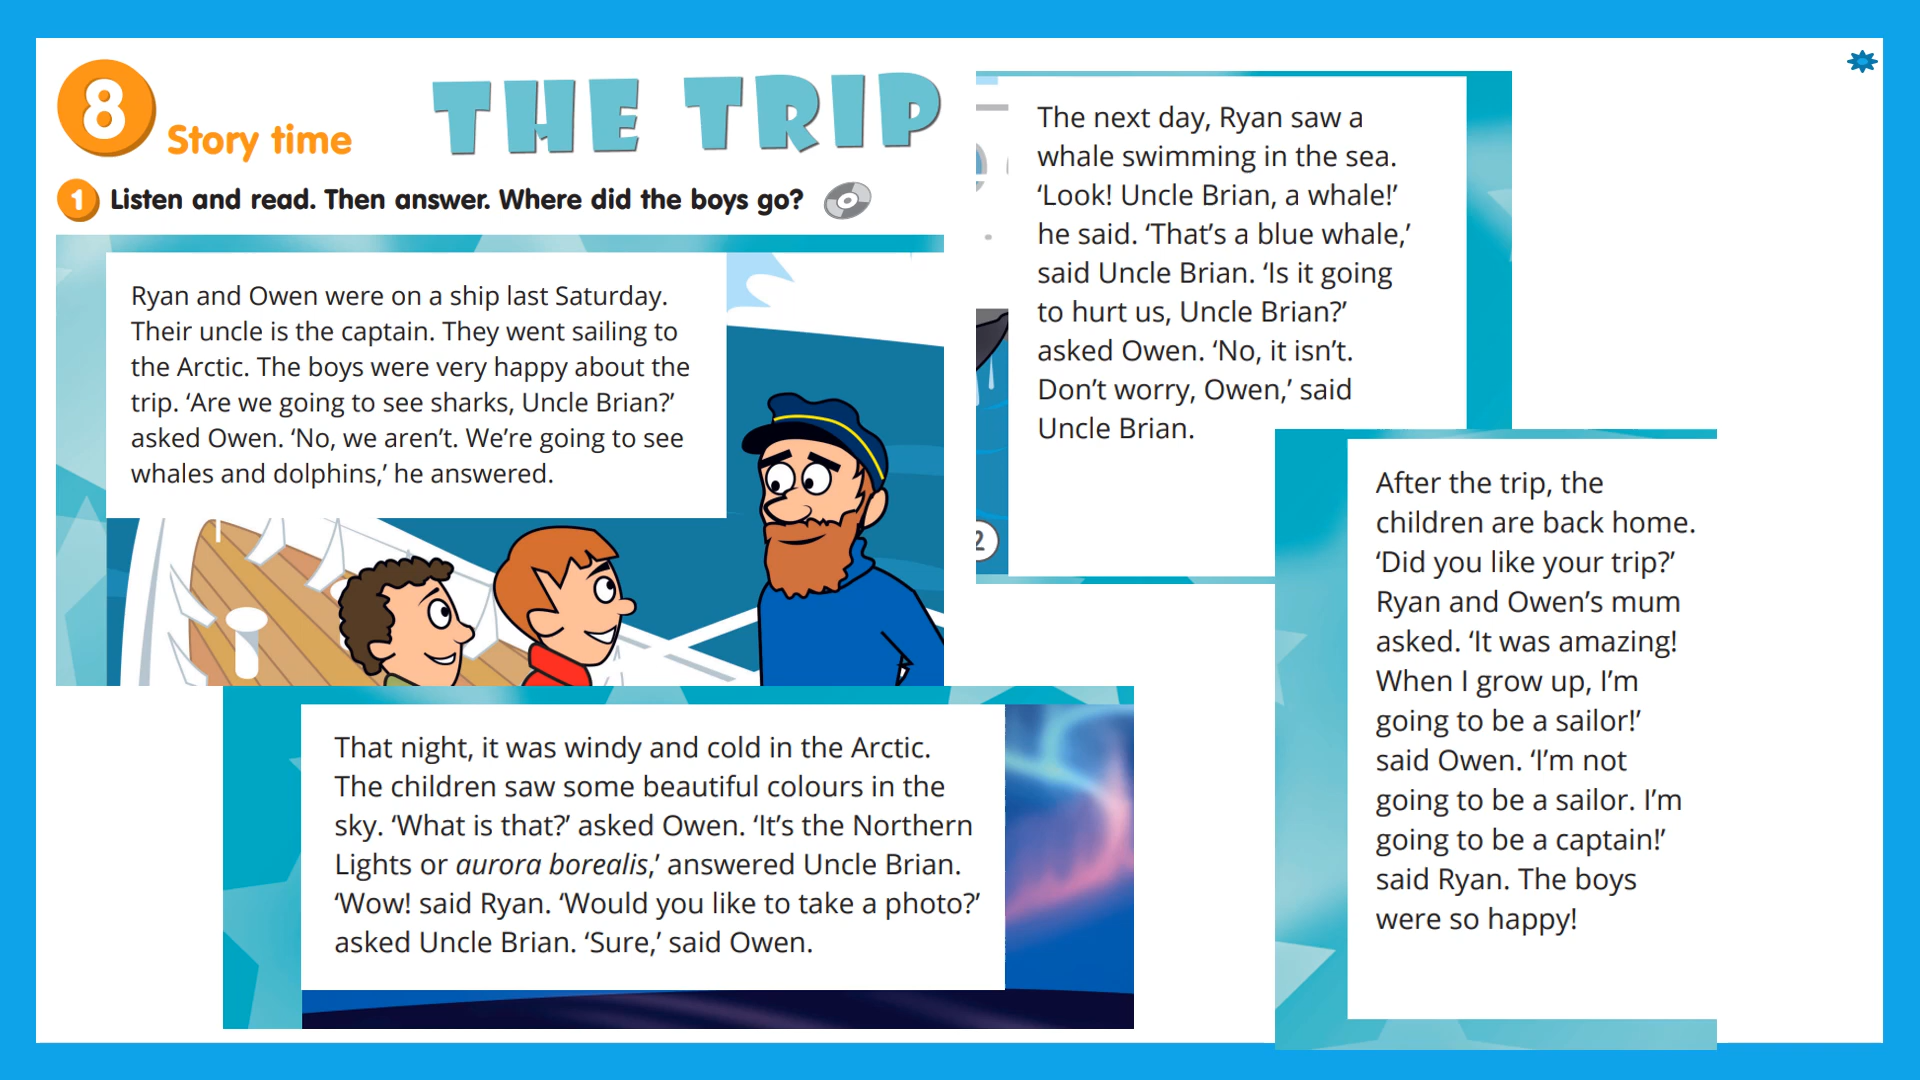 8
Story time
THE TRIP
1 Listen and read. Then answer. Where did the boys go?
Ryan and Owen were on a ship last Saturday.
Their uncle is the captain. They went sailing to
the Arctic. The boys were very happy about the
trip. ‘Are we going to see sharks, Uncle Brian?’
asked Owen. ‘No, we aren’t. We’re going to see
whales and dolphins,’ he answered.
The next day, Ryan saw a
whale swimming in the sea.
‘Look! Uncle Brian, a whale!’
he said. ‘That’s a blue whale,’
said Uncle Brian. ‘Is it going
to hurt us, Uncle Brian?’
asked Owen. ‘No, it isn’t.
Don’t worry, Owen,’ said
Uncle Brian.
2
That night, it was windy and cold in the Arctic.
The children saw some beautiful colours in the
sky. ‘What is that?’ asked Owen. ‘It’s the Northern
Lights or aurora borealis,’ answered Uncle Brian.
‘Wow! said Ryan. ‘Would you like to take a photo?’
asked Uncle Brian. ‘Sure,’ said Owen.
After the trip, the
children are back home.
‘Did you like your trip?’
Ryan and Owen’s mum
asked. ‘It was amazing!
When I grow up, I’m
going to be a sailor!’
said Owen. ‘I’m not
going to be a sailor. I’m
going to be a captain!’
said Ryan. The boys
were so happy!